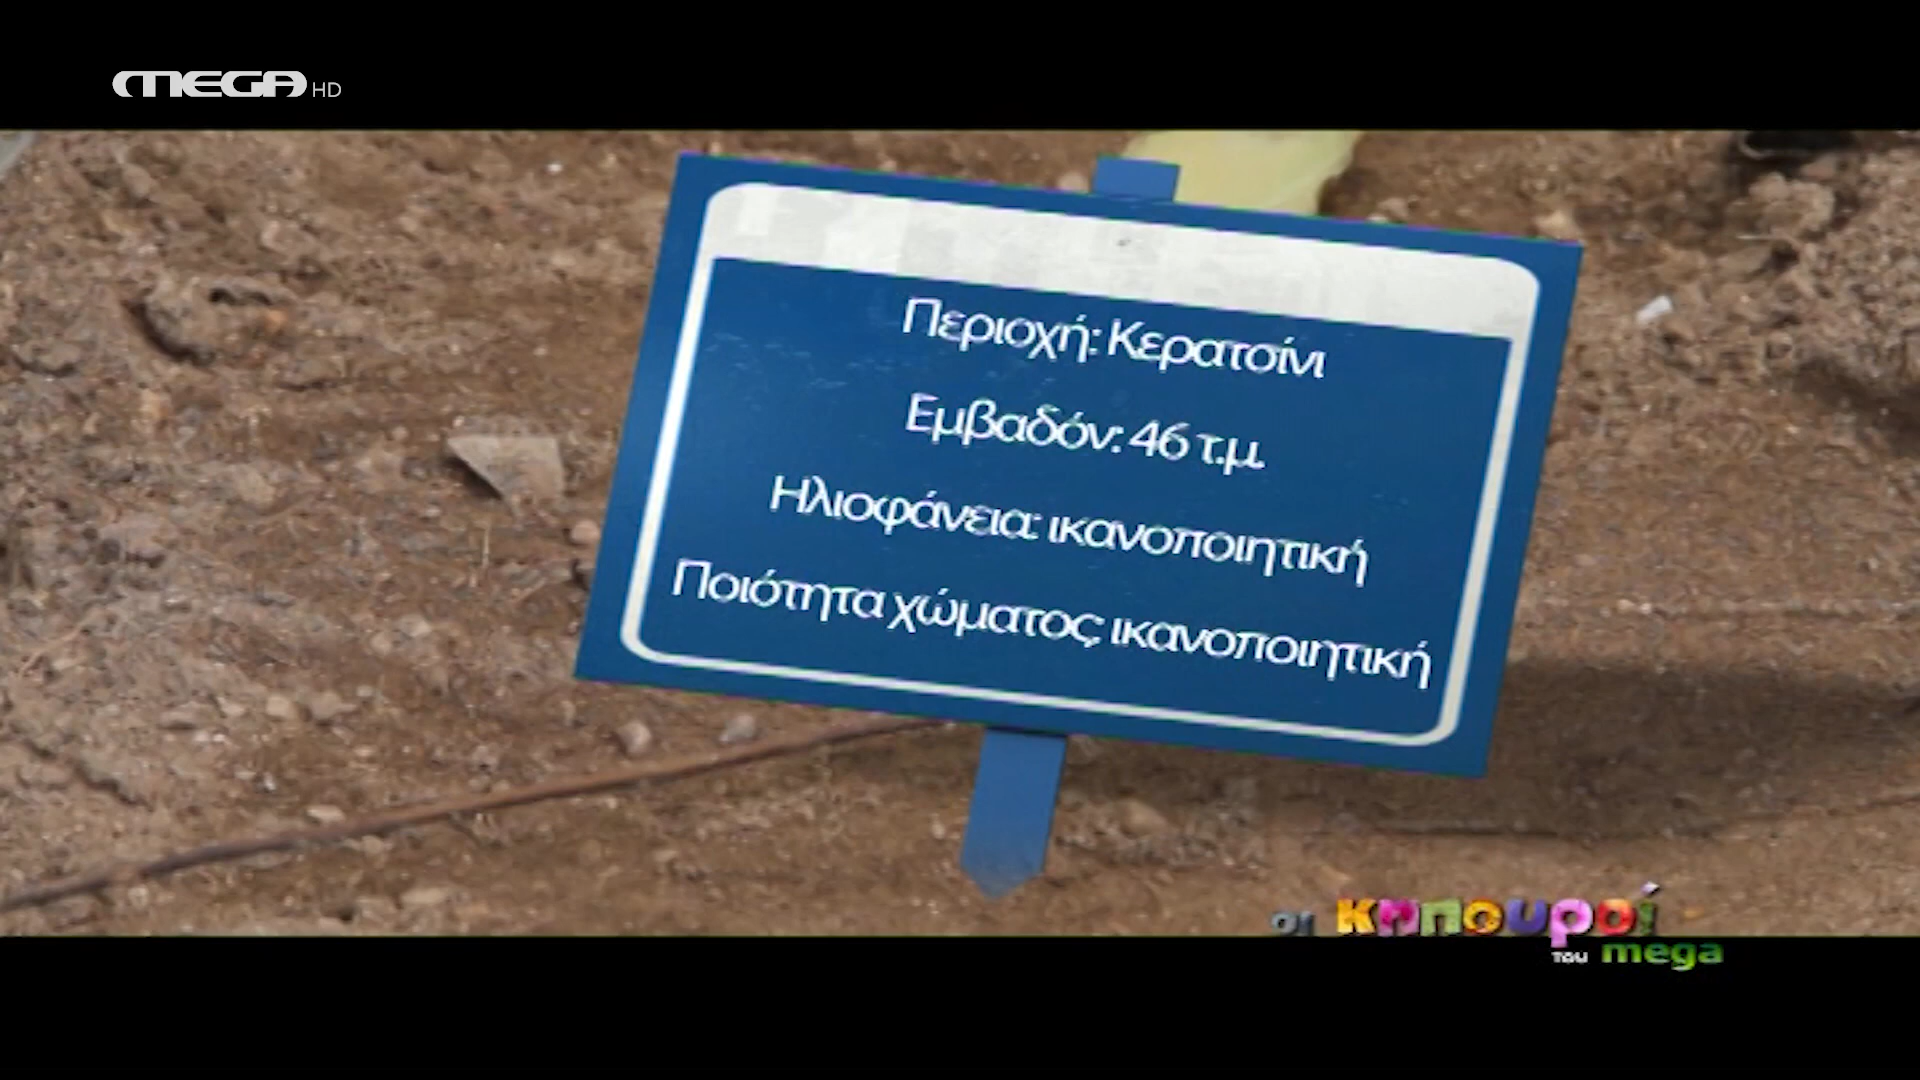 MEGA HD
Περιοχή: Κερατσίνι
Εμβαδόν: 46 τ.μ.
Ηλιοφάνεια: ικανοποιητική
Ποιότητα χώματος: ικανοποιητική
οι κηπουροί
του mega